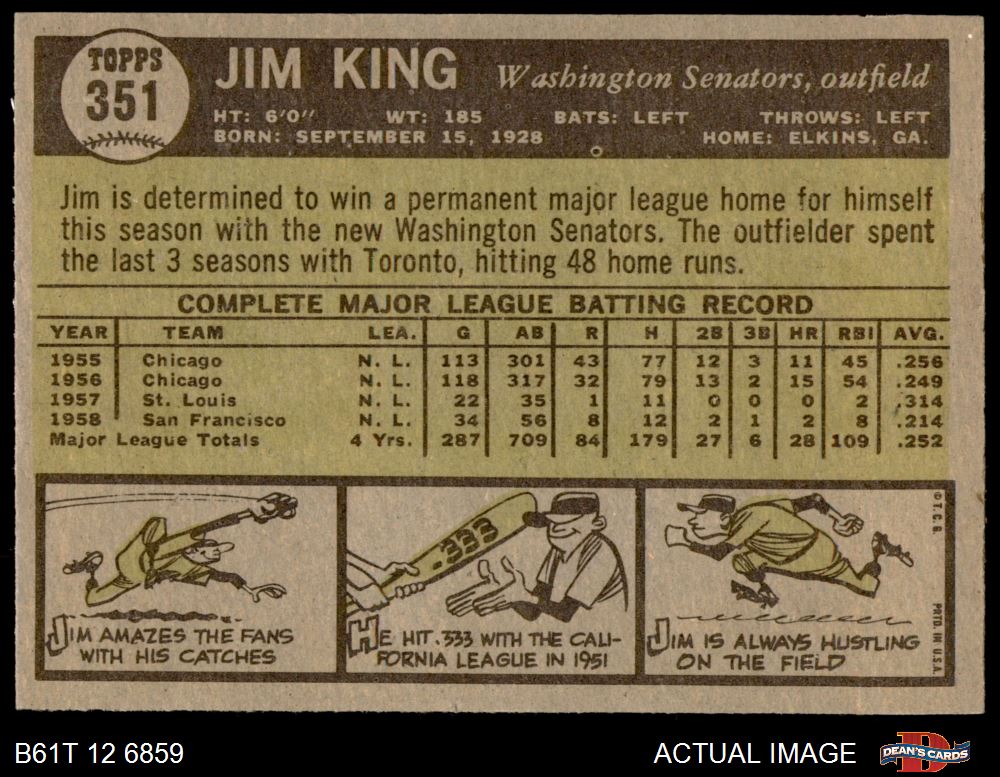 TOPPS
351
JIM KING Washington Senators, outfield
HT: 6'0" WT: 185 BATS: LEFT THROWS: LEFT
BORN: SEPTEMBER 15, 1928 HOME: ELKINS, GA.
Jim is determined to win a permanent major league home for himself
this season with the new Washington Senators. The outfielder spent
the last 3 seasons with Toronto, hitting 48 home runs.
COMPLETE MAJOR LEAGUE BATTING RECORD
YEAR TEAM LEA. G AB R H 2B 3B HR RBI AVG.
1955 Chicago N. L. 113 301 43 77 12 3 11 45 .256
1956 Chicago N. L. 118 317 32 79 13 2 15 54 .249
1957 St. Louis N. L. 22 35 1 11 0 0 0 2 .314
1958 San Francisco N. L. 34 56 8 12 2 1 2 8 .214
Major League Totals 4 Yrs. 287 709 84 179 27 6 28 109 .252
.333
JIM AMAZES THE FANS
WITH HIS CATCHES
HE HIT .333 WITH THE CALI-
FORNIA LEAGUE IN 1951
JIM IS ALWAYS HUSTLING
ON THE FIELD
© T. C. G. PRTD. IN U.S.A.
B61T 12 6859 ACTUAL IMAGE DEAN'S CARDS